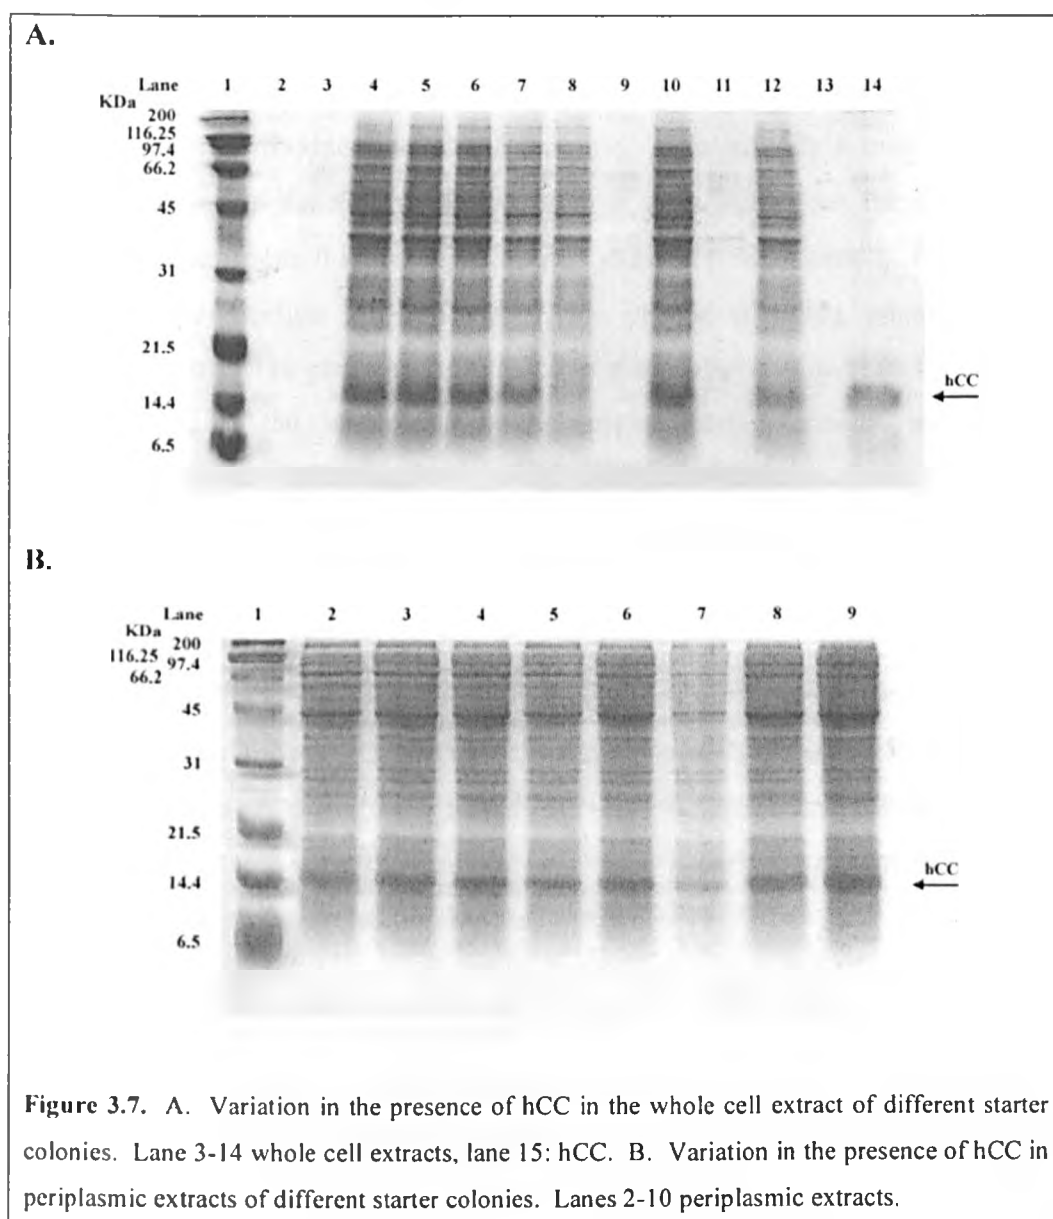 A.
Lane 1 2 3 4 5 6 7 8 9 10 11 12 13 14
KDa
200
116.25
97.4
66.2
45
31
21.5
hCC
14.4
6.5
B.
Lane 1 2 3 4 5 6 7 8 9
KDa
200
116.25 97.4
66.2
45
31
21.5
hCC
14.4
6.5
Figure 3.7. A. Variation in the presence of hCC in the whole cell extract of different starter
colonies. Lane 3-14 whole cell extracts, lane 15: hCC. B. Variation in the presence of hCC in
periplasmic extracts of different starter colonies. Lanes 2-10 periplasmic extracts.